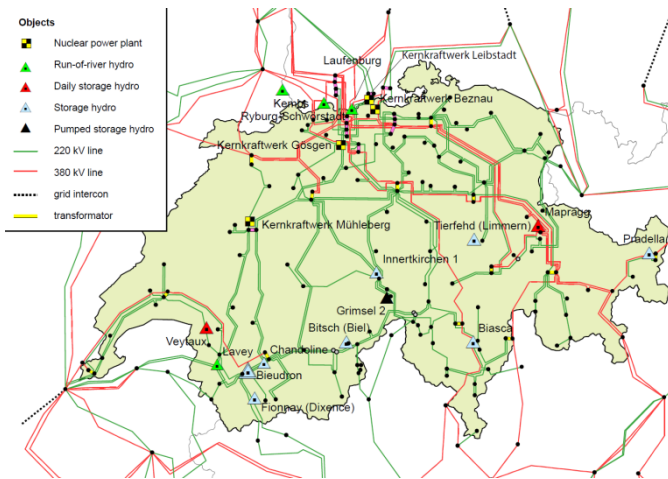 Objects
Nuclear power plant
Run-of-river hydro
Daily storage hydro
Storage hydro
Pumped storage hydro
220 kV line
380 kV line
grid intercon
transformator
Laufenburg
Kernkraftwerk Leibstadt
Kembs
Kernkraftwerk Beznau
Ryburg-Schwörstadt
Kernkraftwerk Gösgen
Mapragg
Kernkraftwerk Mühleberg
Tierfehd (Limmern)
Pradella
Innertkirchen 1
Grimsel 2
Bitsch (Biel)
Biasca
Veytaux
Lavey
Chandoline
Bieudron
Fionnay (Dixence)